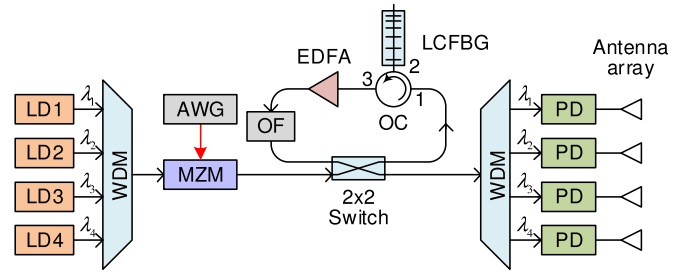 LCFBG
EDFA
Antenna
array
2
3
1
OC
λ1
LD1
AWG
OF
λ1
PD
λ2
LD2
λ2
PD
WDM
MZM
WDM
λ3
LD3
2x2
Switch
λ3
PD
λ4
LD4
λ4
PD